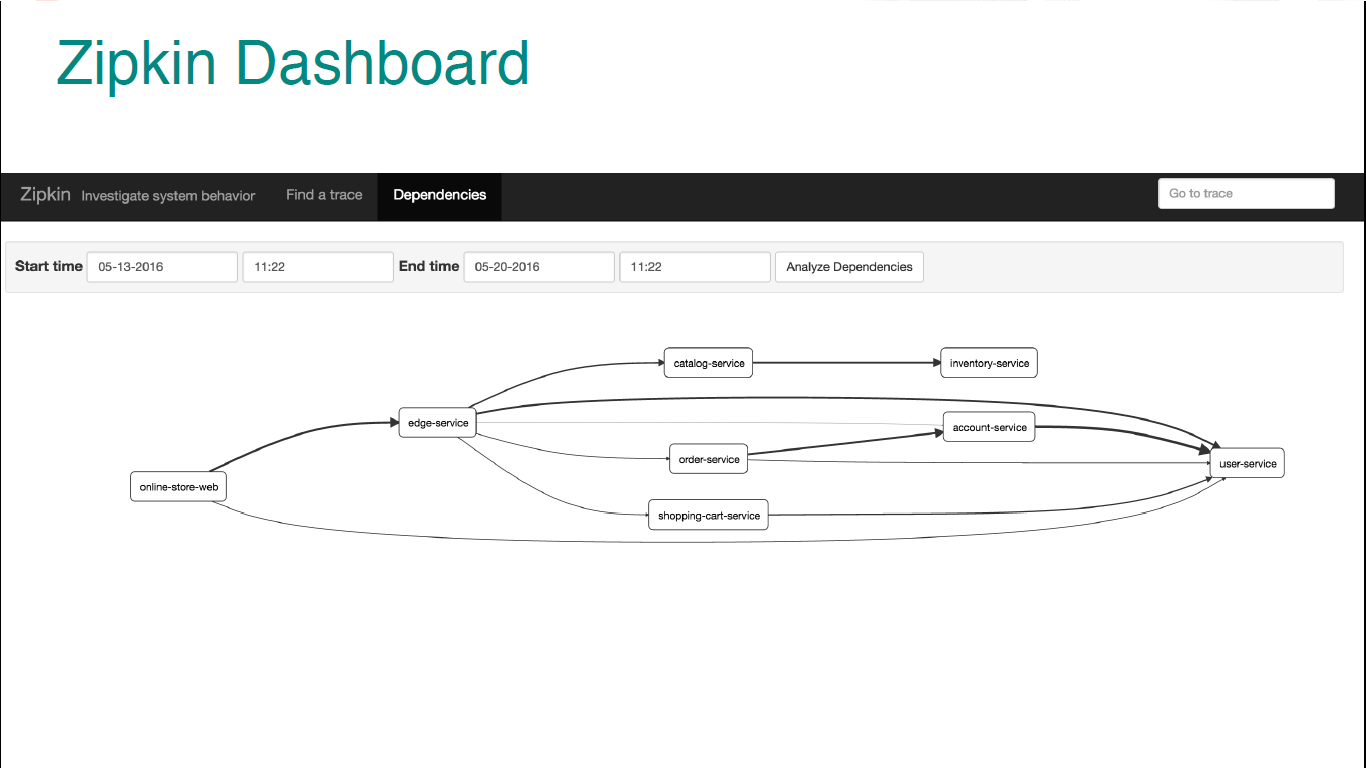 Zipkin Dashboard
Zipkin Investigate system behavior Find a trace Dependencies Go to trace
Start time 05-13-2016 11:22 End time 05-20-2016 11:22 Analyze Dependencies
catalog-service inventory-service
edge-service account-service
order-service user-service
online-store-web
shopping-cart-service